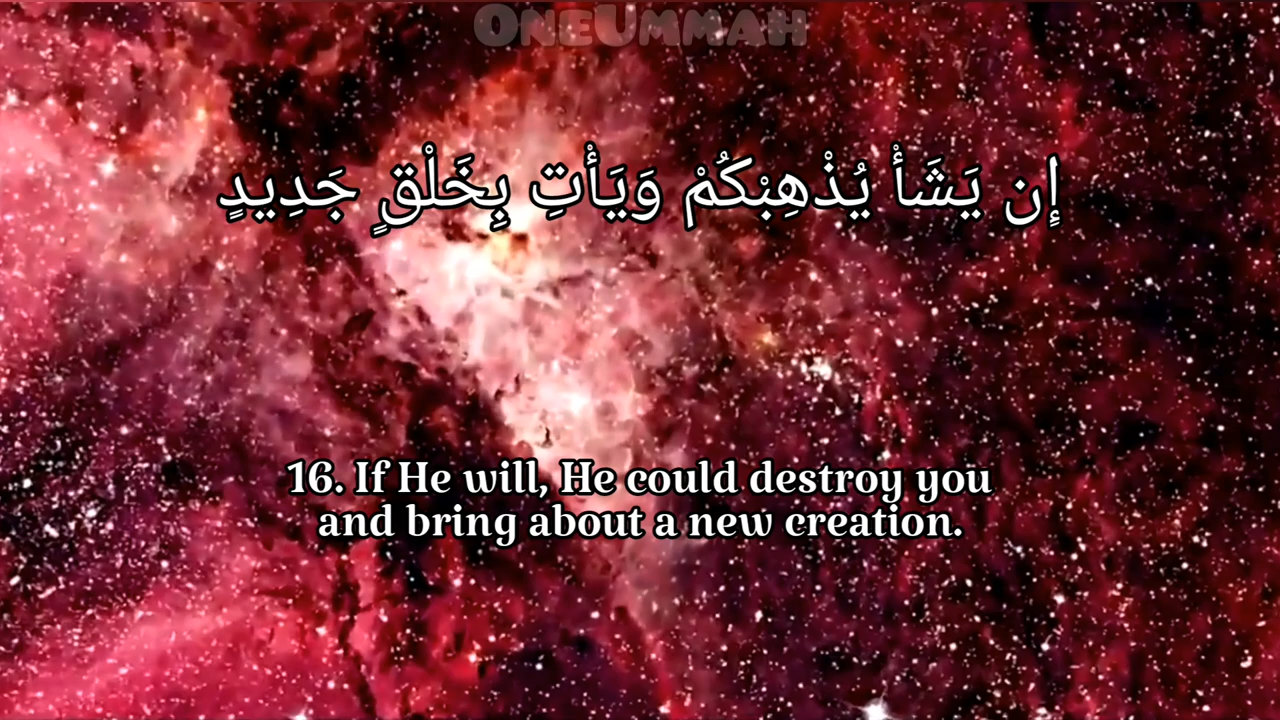 OneUmmah
إِن يَشَأْ يُذْهِبْكُمْ وَيَأْتِ بِخَلْقٍ جَدِيدٍ
16. If He will, He could destroy you
and bring about a new creation.